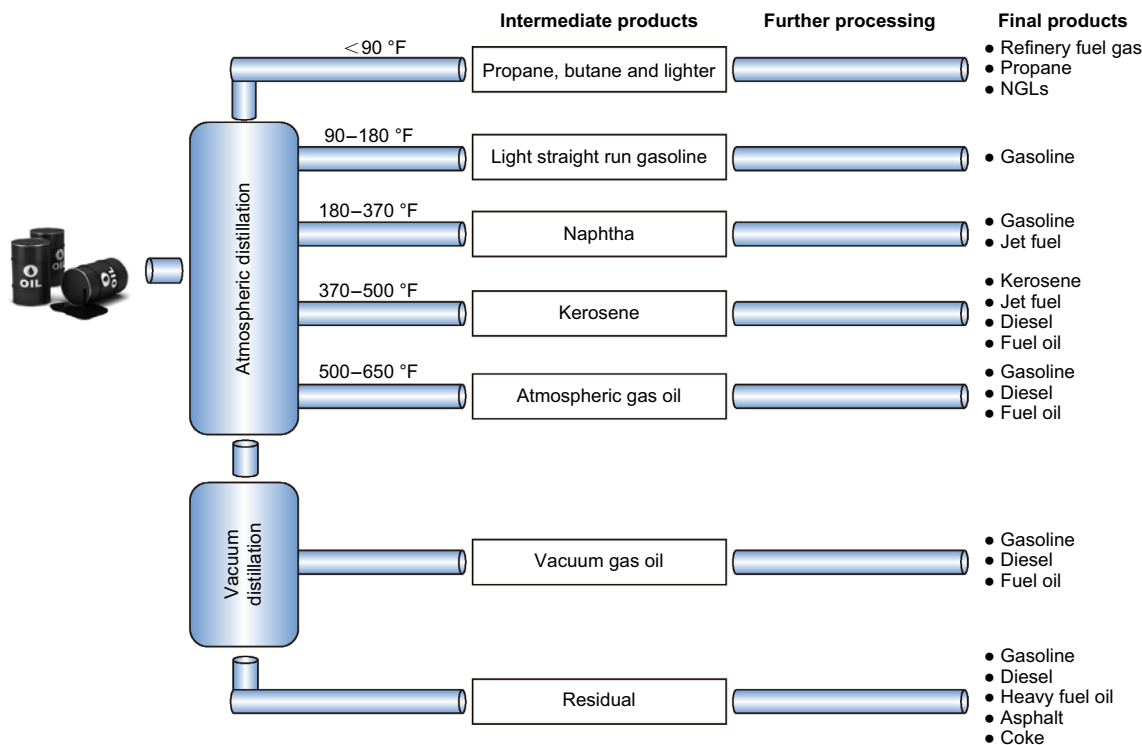 Intermediate products
Further processing
Final products
<90 °F
Propane, butane and lighter
● Refinery fuel gas
● Propane
● NGLs
90–180 °F
Light straight run gasoline
● Gasoline
180–370 °F
Naphtha
● Gasoline
● Jet fuel
OIL
OIL
Atmospheric distillation
370–500 °F
Kerosene
● Kerosene
● Jet fuel
● Diesel
● Fuel oil
500–650 °F
Atmospheric gas oil
● Gasoline
● Diesel
● Fuel oil
Vacuum
distillation
Vacuum gas oil
● Gasoline
● Diesel
● Fuel oil
Residual
● Gasoline
● Diesel
● Heavy fuel oil
● Asphalt
● Coke